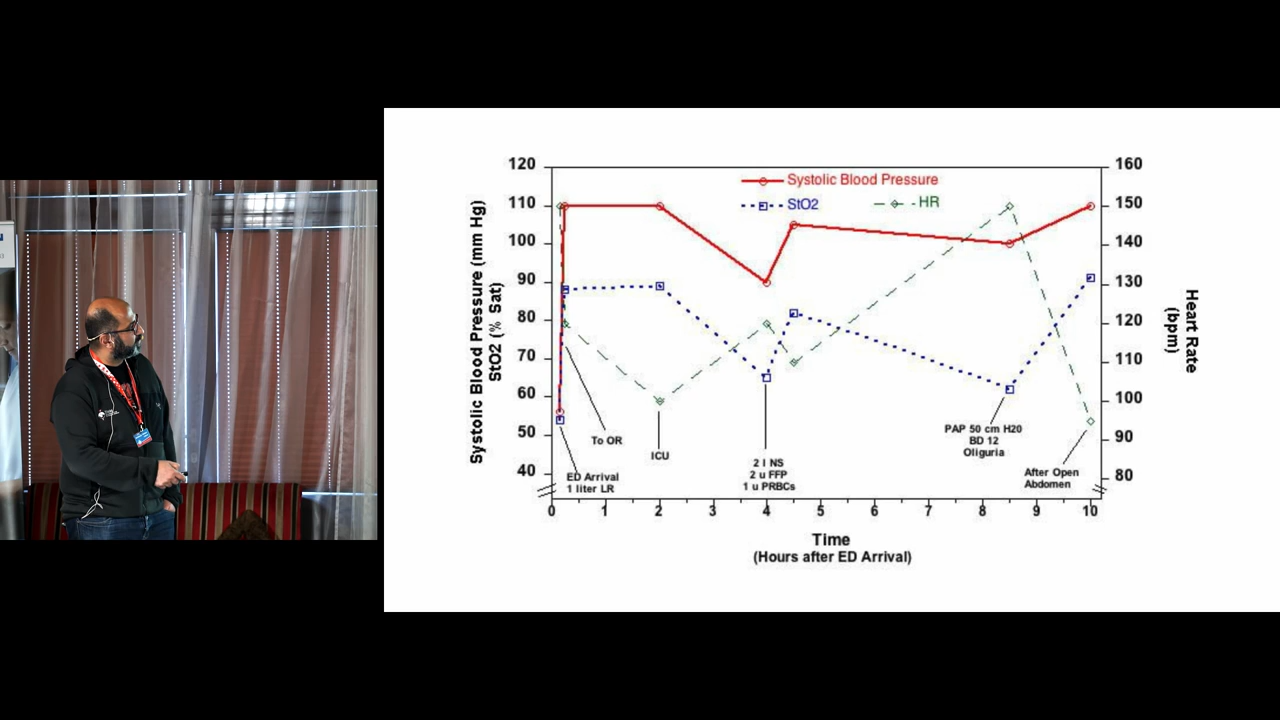 120
110
100
90
80
70
60
50
40
Systolic Blood Pressure (mm Hg)
StO2 (% Sat)
Systolic Blood Pressure
StO2
HR
160
150
140
130
120
110
100
90
80
Heart Rate
(bpm)
To OR
ED Arrival
1 liter LR
ICU
2 l NS
2 u FFP
1 u PRBCs
PAP 50 cm H20
BD 12
Oliguria
After Open
Abdomen
0 1 2 3 4 5 6 7 8 9 10
Time
(Hours after ED Arrival)